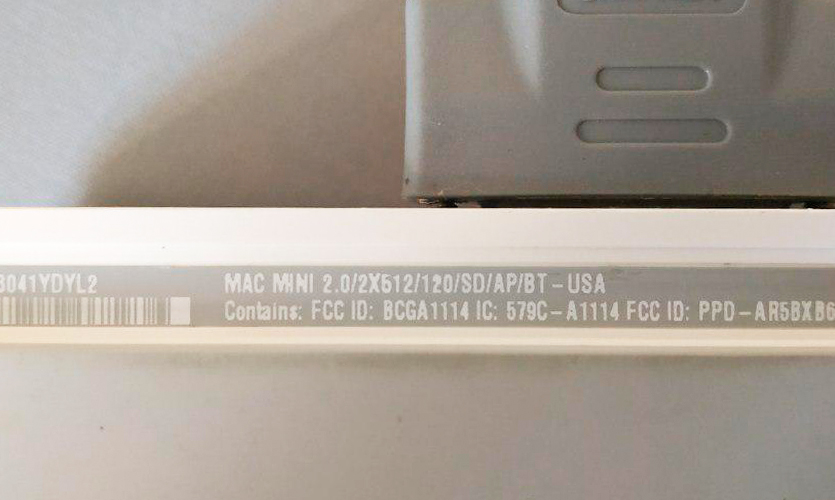 3041YDYL2
MAC MINI 2.0/2X512/120/SD/AP/BT-USA
Contains: FCC ID: BCGA1114 IC: 579C-A1114 FCC ID: PPD-AR5BXB6